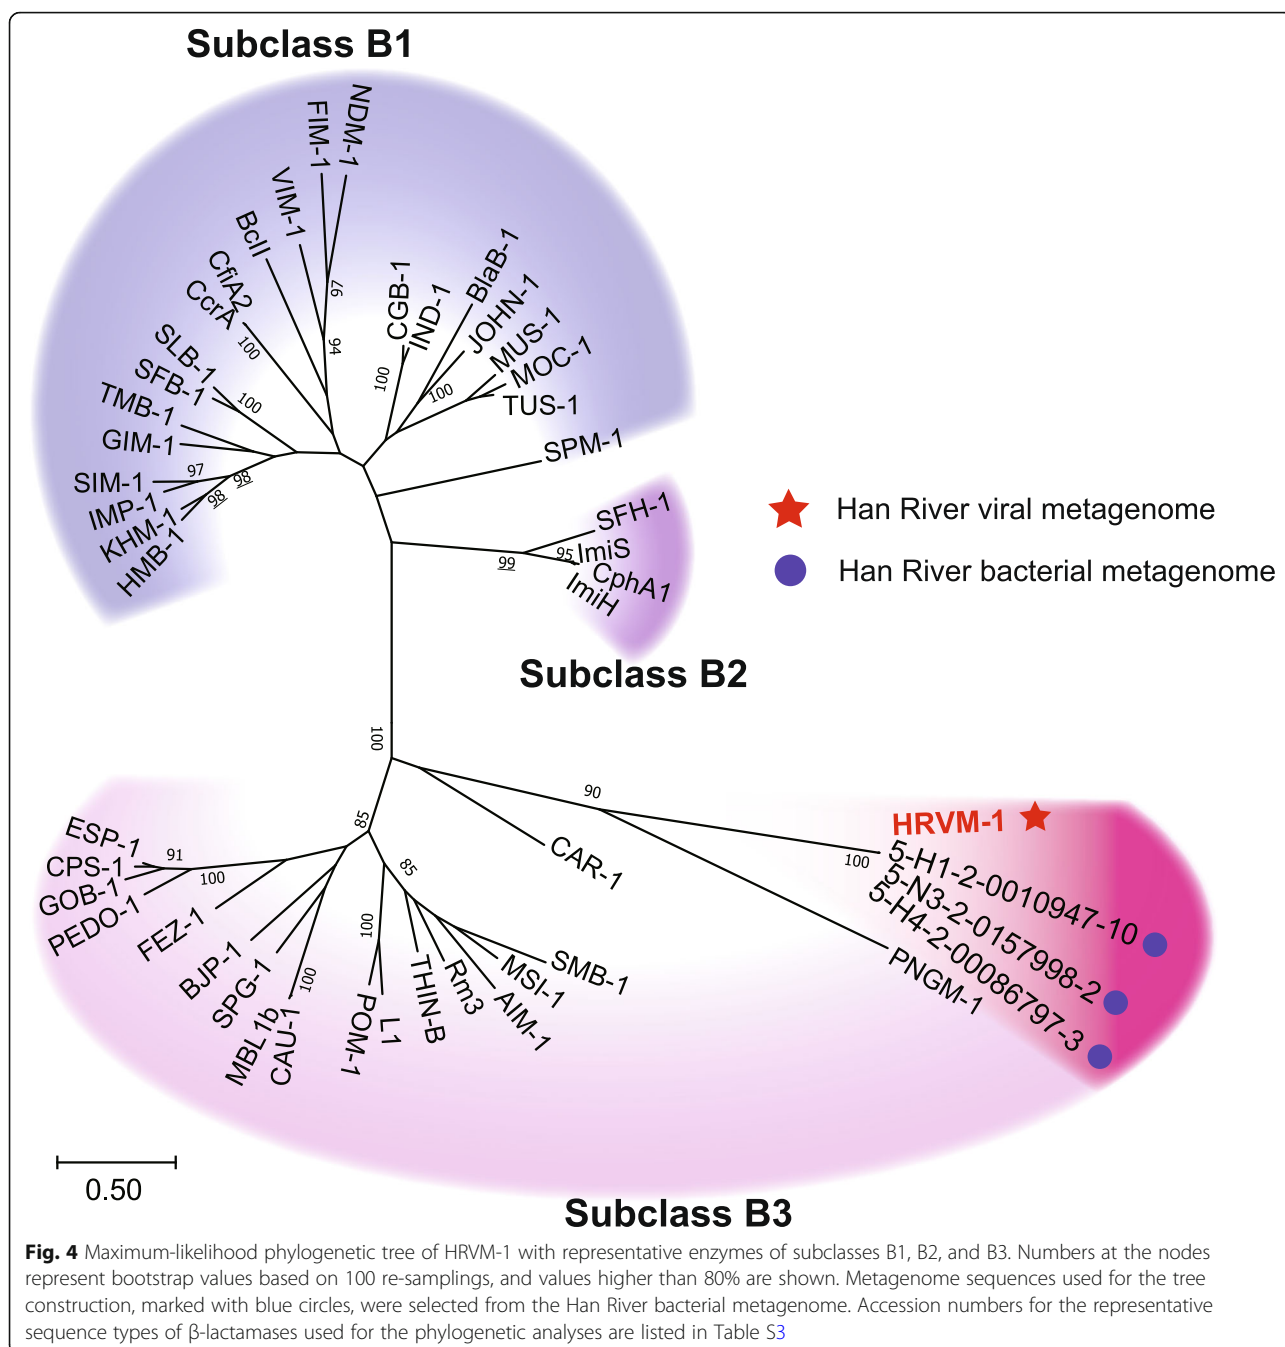 Subclass B1
NDM-1
FIM-1
VIM-1
BcII
CfiA2
CcrA
SLB-1
SFB-1
TMB-1
GIM-1
SIM-1
IMP-1
KHM-1
HMB-1
CGB-1
IND-1
BlaB-1
JOHN-1
MUS-1
MOC-1
TUS-1
SPM-1
97
94
100
100
97
98
98
100
100
SFH-1
ImiS
CphA1
ImiH
95
99
Subclass B2
Han River viral metagenome
Han River bacterial metagenome
100
90
85
HRVM-1
100
5-H1-2-0010947-10
5-N3-2-0157998-2
5-H4-2-00086797-3
PNGM-1
CAR-1
ESP-1
CPS-1
GOB-1
PEDO-1
91
100
FEZ-1
BJP-1
SPG-1
MBL1b
CAU-1
100
85
100
POM-1
L1
THIN-B
Rm3
AIM-1
MSI-1
SMB-1
0.50
Subclass B3
Fig. 4 Maximum-likelihood phylogenetic tree of HRVM-1 with representative enzymes of subclasses B1, B2, and B3. Numbers at the nodes
represent bootstrap values based on 100 re-samplings, and values higher than 80% are shown. Metagenome sequences used for the tree
construction, marked with blue circles, were selected from the Han River bacterial metagenome. Accession numbers for the representative
sequence types of β-lactamases used for the phylogenetic analyses are listed in Table S3